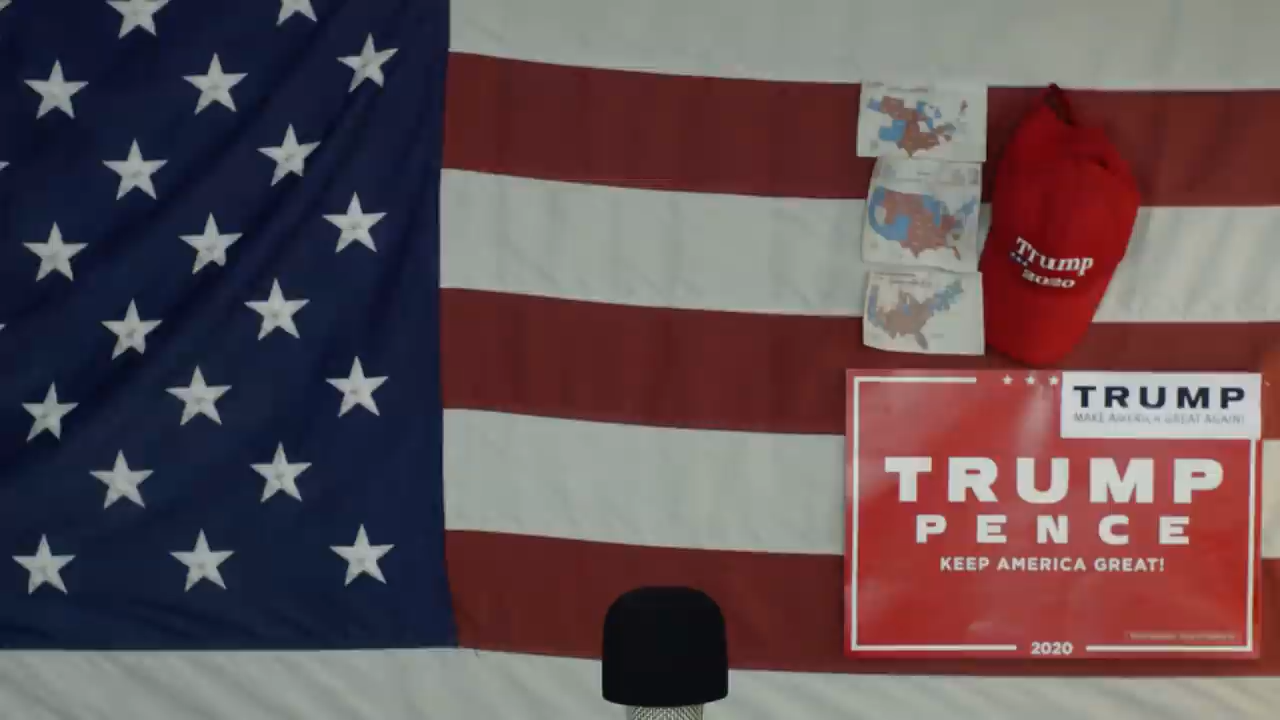 Trump
2020
TRUMP
MAKE AMERICA GREAT AGAIN!
TRUMP
PENCE
KEEP AMERICA GREAT!
2020